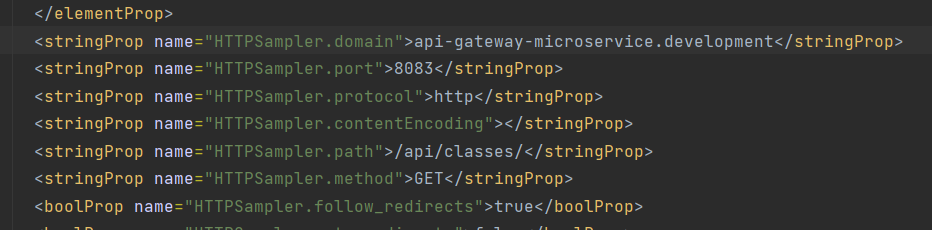 </elementProp>
<stringProp name="HTTPSampler.domain">api-gateway-microservice.development</stringProp>
<stringProp name="HTTPSampler.port">8083</stringProp>
<stringProp name="HTTPSampler.protocol">http</stringProp>
<stringProp name="HTTPSampler.contentEncoding"></stringProp>
<stringProp name="HTTPSampler.path">/api/classes/</stringProp>
<stringProp name="HTTPSampler.method">GET</stringProp>
<boolProp name="HTTPSampler.follow_redirects">true</boolProp>